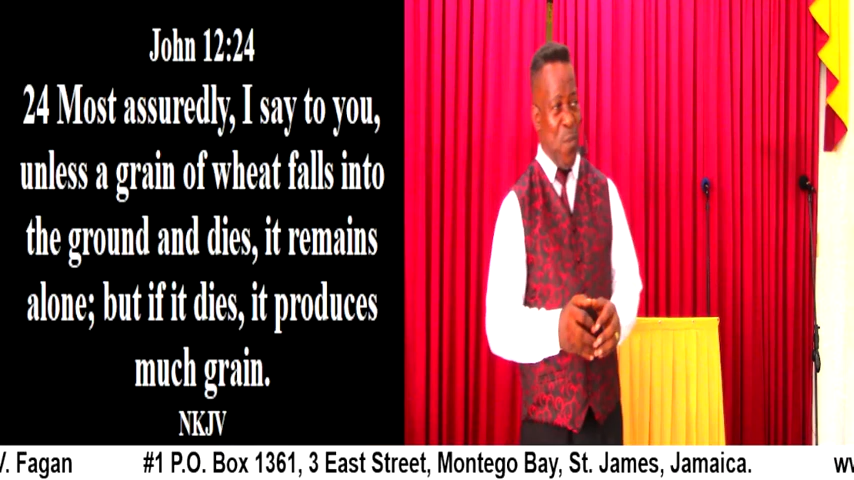 John 12:24
24 Most assuredly, I say to you,
unless a grain of wheat falls into
the ground and dies, it remains
alone; but if it dies, it produces
much grain.
NKJV
V. Fagan #1 P.O. Box 1361, 3 East Street, Montego Bay, St. James, Jamaica.